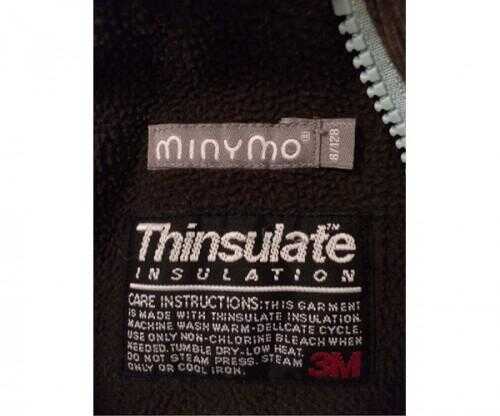 minymo®
8/128
Thinsulate™
INSULATION
CARE INSTRUCTIONS: THIS GARMENT
IS MADE WITH THINSULATE INSULATION.
MACHINE WASH WARM-DELLCATE CYCLE.
USE ONLY NON-CHLORINE BLEACH WHEN
NEEDED. TUMBLE DRY-LOW HEAT.
DO NOT STEAM PRESS. STEAM
ONLY OR COOL IRON.
3M